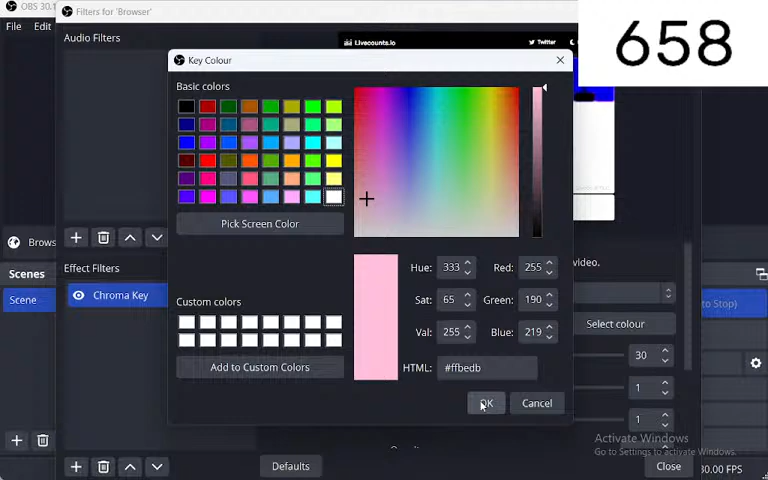 OBS 30.1
Filters for 'Browser'
658
File Edit
Audio Filters
Livecounts.io
Twitter
Key Colour
Basic colors
Pick Screen Color
Brows
video.
Scenes
Effect Filters
Hue: 333 Red: 255
Scene
Chroma Key
Custom colors
Sat: 65 Green: 190
to Stop)
Val: 255 Blue: 219
Select colour
30
Add to Custom Colors
HTML: #ffbedb
1
OK Cancel
1
Activate Windows
Go to Settings to activate Windows.
Defaults
Close
30.00 FPS